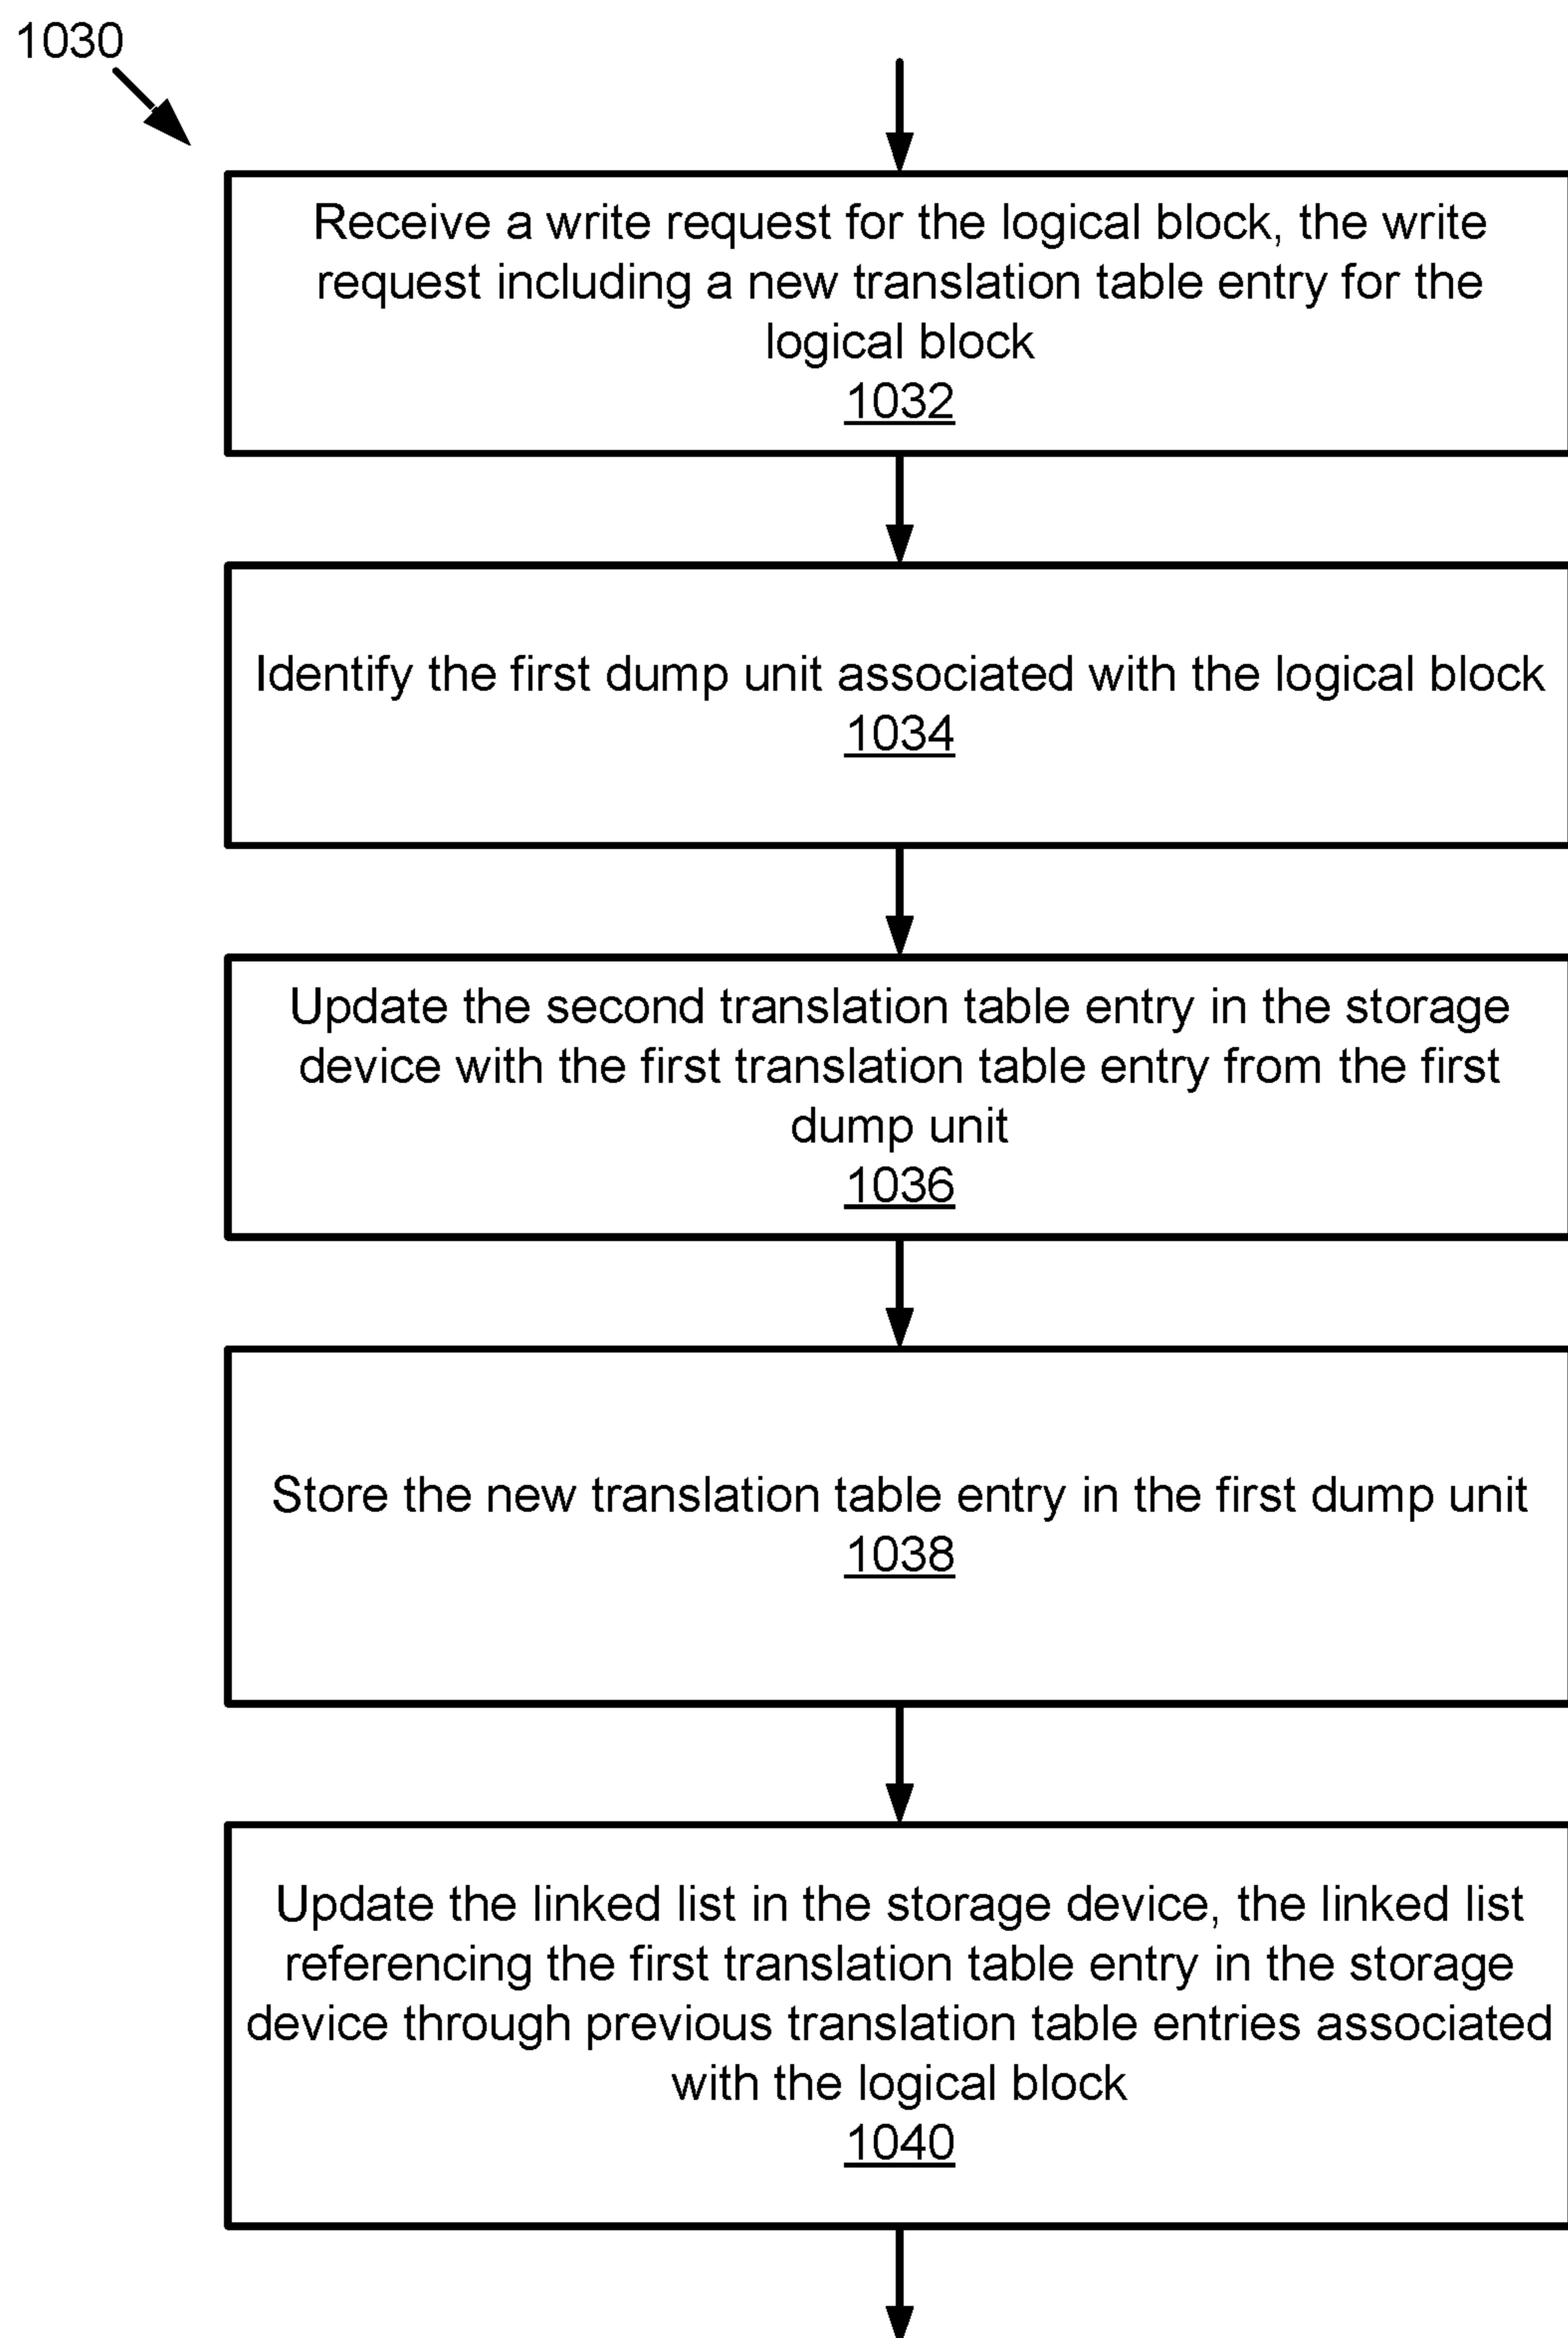 1030
Receive a write request for the logical block, the write
request including a new translation table entry for the
logical block
1032
Identify the first dump unit associated with the logical block
1034
Update the second translation table entry in the storage
device with the first translation table entry from the first
dump unit
1036
Store the new translation table entry in the first dump unit
1038
Update the linked list in the storage device, the linked list
referencing the first translation table entry in the storage
device through previous translation table entries associated
with the logical block
1040